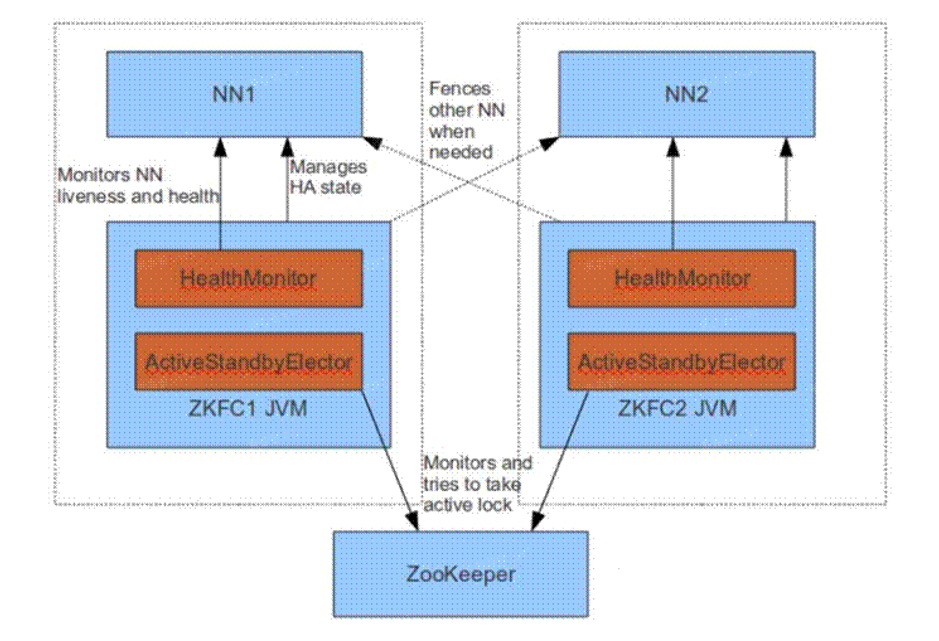 NN1
NN2
Fences
other NN
when
needed
Monitors NN
liveness and health
Manages
HA state
HealthMonitor
HealthMonitor
ActiveStandbyElector
ActiveStandbyElector
ZKFC1 JVM
ZKFC2 JVM
Monitors and
tries to take
active lock
ZooKeeper